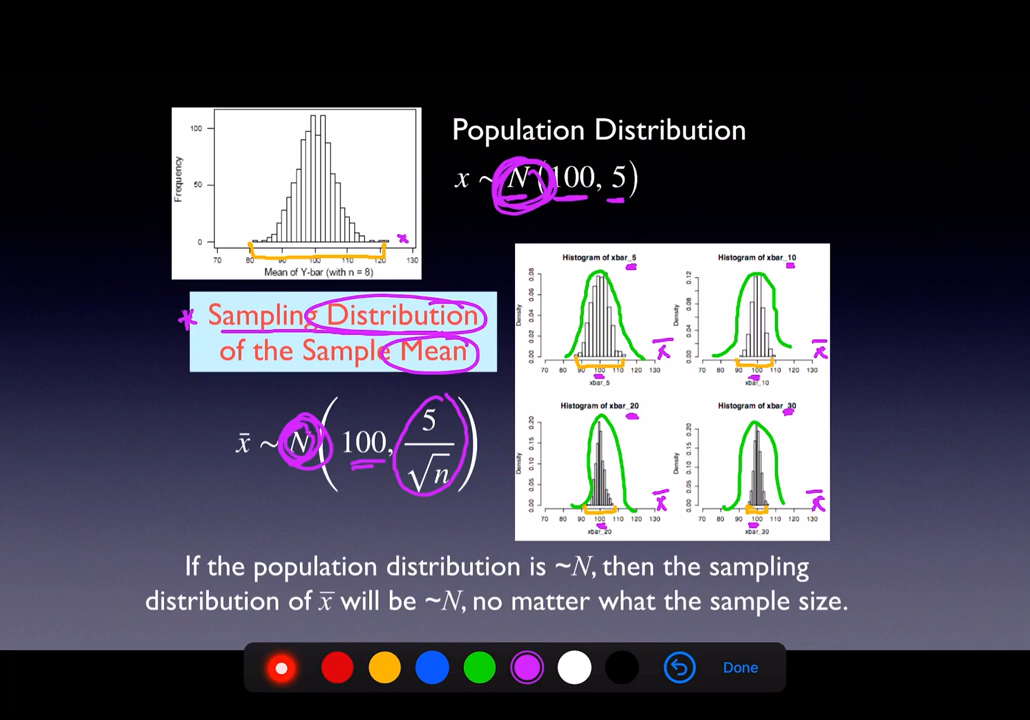 Population Distribution
x ~ N(100, 5)
100
50
0
Frequency
70 80 90 100 110 120 130
Mean of Y-bar (with n = 8)
x
* Sampling Distribution
of the Sample Mean
x̄ ~ N(100, 5/√n)
Histogram of xbar_5
0.08
0.06
0.04
0.02
0.00
Density
70 80 90 100 110 120 130
xbar_5
x̄
Histogram of xbar_10
0.12
0.08
0.04
0.00
Density
70 80 90 100 110 120 130
xbar_10
x̄
Histogram of xbar_20
0.20
0.15
0.10
0.05
0.00
Density
70 80 90 100 110 120 130
xbar_20
x̄
Histogram of xbar_30
0.20
0.15
0.10
0.05
0.00
Density
70 80 90 100 110 120 130
xbar_30
x̄
If the population distribution is ~N, then the sampling
distribution of x̄ will be ~N, no matter what the sample size.
Done